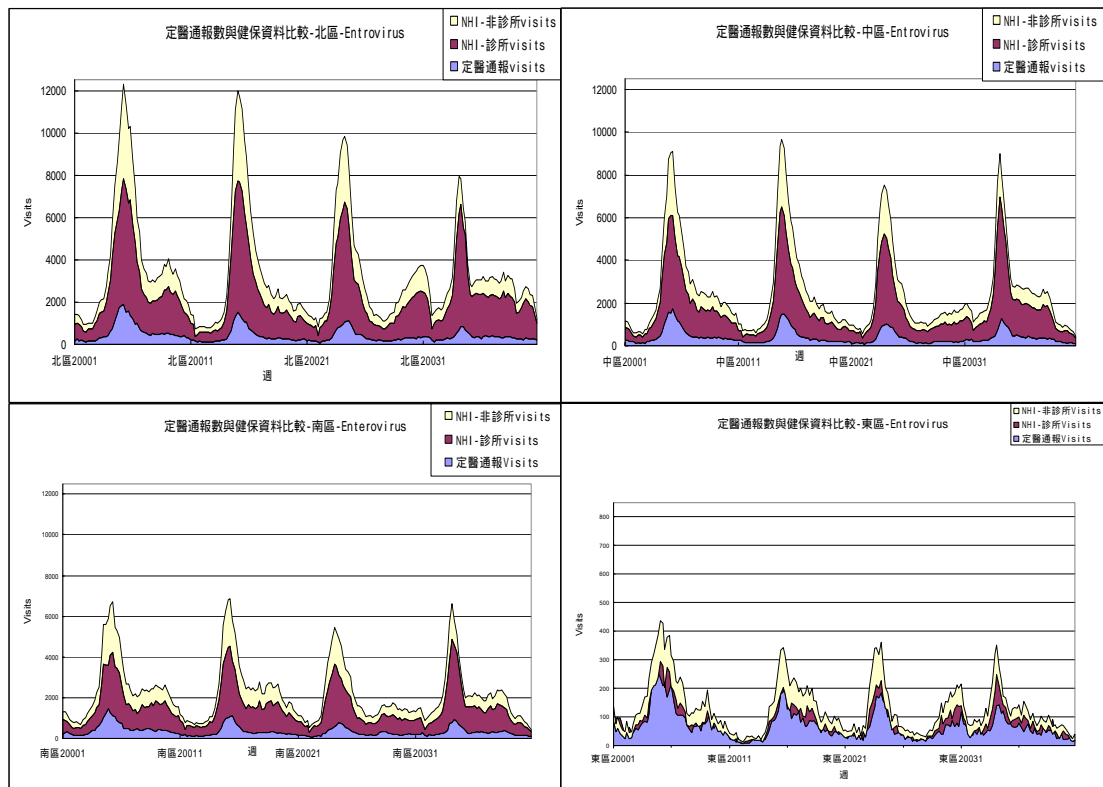 定醫通報數與健保資料比較-北區-Entrovirus
NHI-非診所visits
NHI-診所visits
定醫通報visits
12000
10000
8000
6000
4000
2000
0
Visits
北區20001
北區20111
北區20021
北區20031
週
定醫通報數與健保資料比較-中區-Entrovirus
NHI-非診所visits
NHI-診所visits
定醫通報visits
12000
10000
8000
6000
4000
2000
0
Visits
中區20001
中區20011
中區20021
中區20031
週
定醫通報數與健保資料比較-南區-Enterovirus
NHI-非診所visits
NHI-診所visits
定醫通報Visits
12000
10000
8000
6000
4000
2000
0
Visits
南區20001
南區20111
南區20021
南區20031
週
定醫通報數與健保資料比較-東區-Entrovirus
NHI-非診所Visits
NHI-診所Visits
定醫通報Visits
800
700
600
500
400
300
200
100
0
Visits
東區20001
東區20011
東區20021
東區20031
週